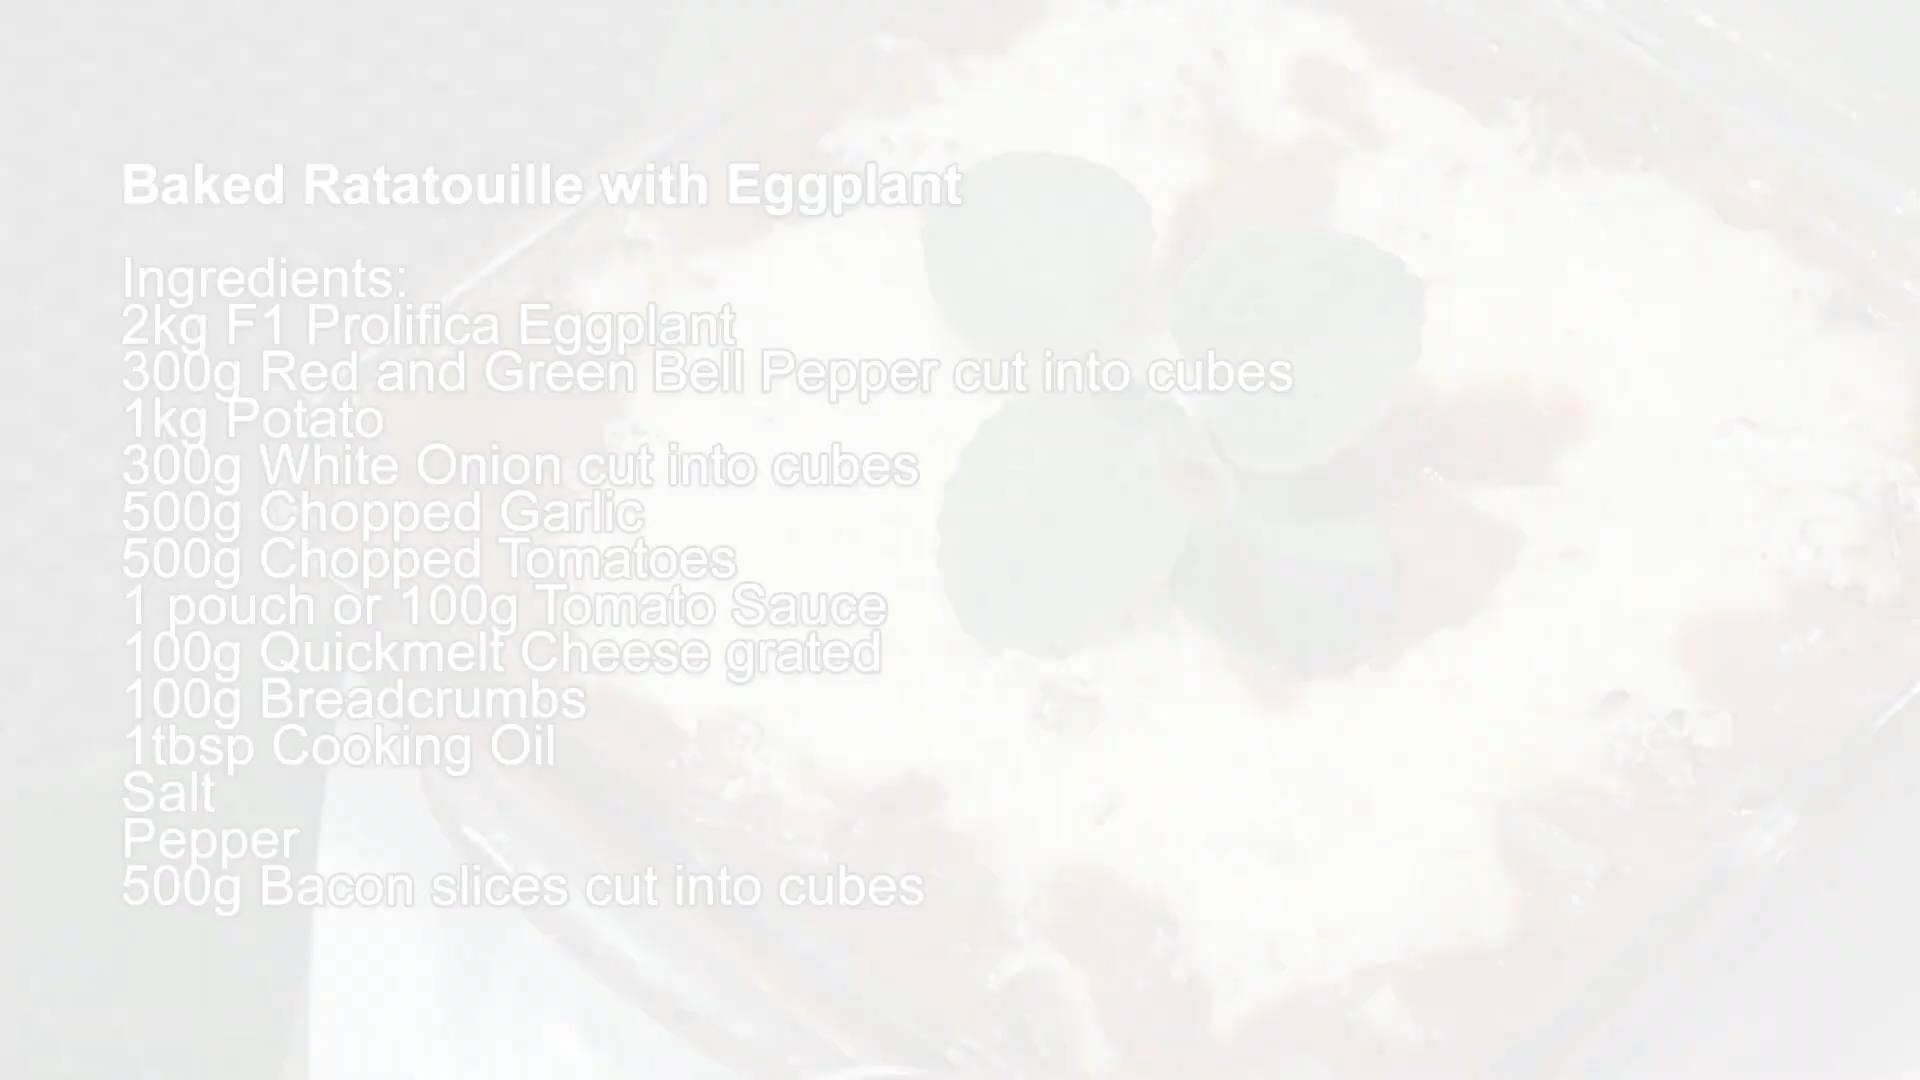 Baked Ratatouille with Eggplant
Ingredients:
2kg F1 Prolifica Eggplant
300g Red and Green Bell Pepper cut into cubes
1kg Potato
300g White Onion cut into cubes
500g Chopped Garlic
500g Chopped Tomatoes
1 pouch or 100g Tomato Sauce
100g Quickmelt Cheese grated
100g Breadcrumbs
1tbsp Cooking Oil
Salt
Pepper
500g Bacon slices cut into cubes